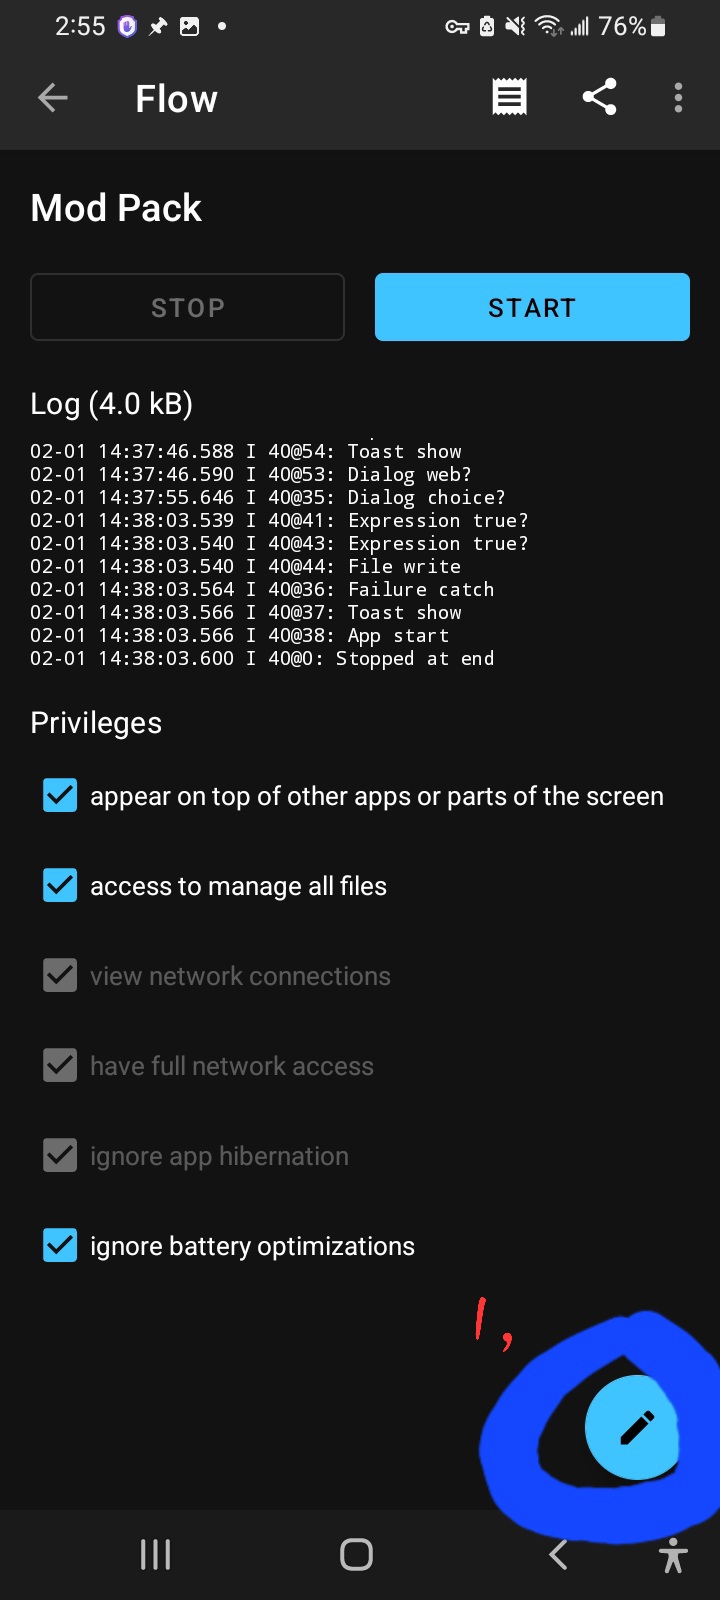 2:55 76%
Flow
Mod Pack
STOP START
Log (4.0 kB)
02-01 14:37:46.588 I 40@54: Toast show
02-01 14:37:46.590 I 40@53: Dialog web?
02-01 14:37:55.646 I 40@35: Dialog choice?
02-01 14:38:03.539 I 40@41: Expression true?
02-01 14:38:03.540 I 40@43: Expression true?
02-01 14:38:03.540 I 40@44: File write
02-01 14:38:03.564 I 40@36: Failure catch
02-01 14:38:03.566 I 40@37: Toast show
02-01 14:38:03.566 I 40@38: App start
02-01 14:38:03.600 I 40@0: Stopped at end
Privileges
appear on top of other apps or parts of the screen
access to manage all files
view network connections
have full network access
ignore app hibernation
ignore battery optimizations
1,